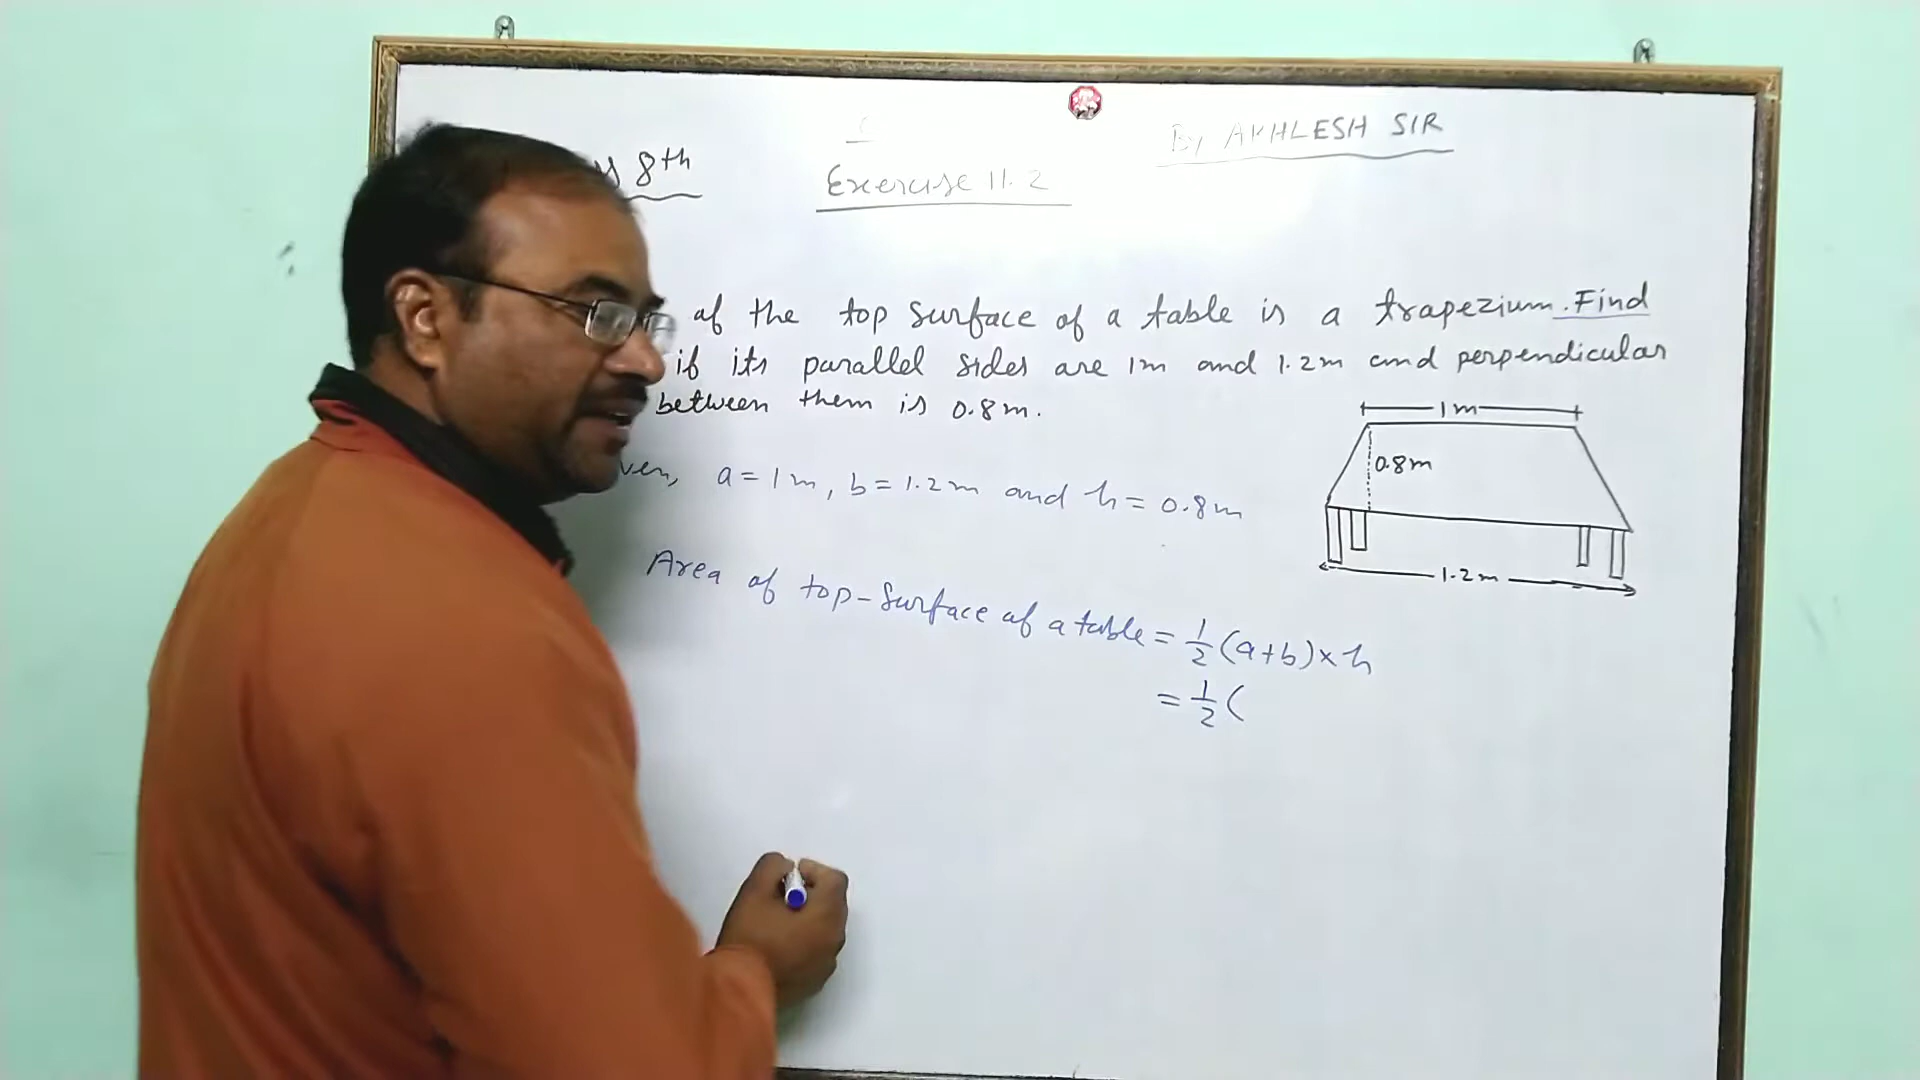 8th
Exercise 11.2
By AKHLESH SIR
of the top surface of a table is a trapezium. Find
if its parallel sides are 1m and 1.2m and perpendicular
between them is 0.8m.
1m
0.8m
1.2m
a = 1m, b = 1.2m and h = 0.8m
Area of top-surface of a table = 1/2 (a+b) × h
= 1/2 (